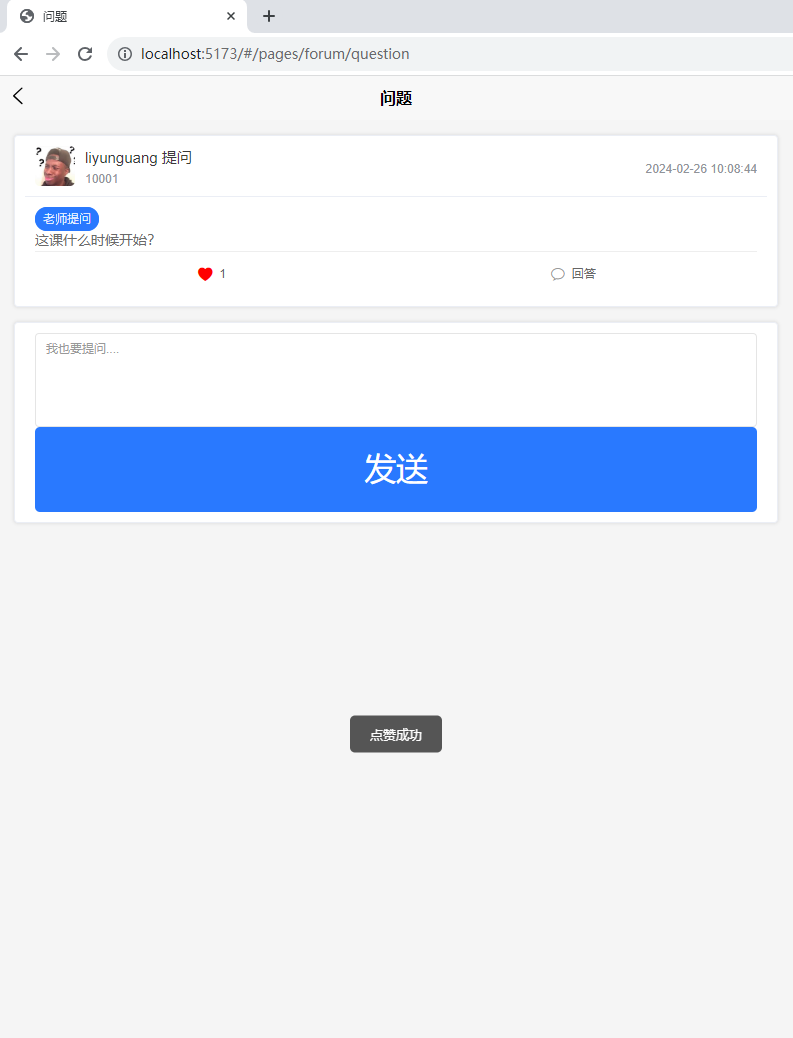 问题
localhost:5173/#/pages/forum/question
问题
? ?
? ?
liyunguang 提问
10001
2024-02-26 10:08:44
老师提问
这课什么时候开始?
1
回答
我也要提问....
发送
点赞成功